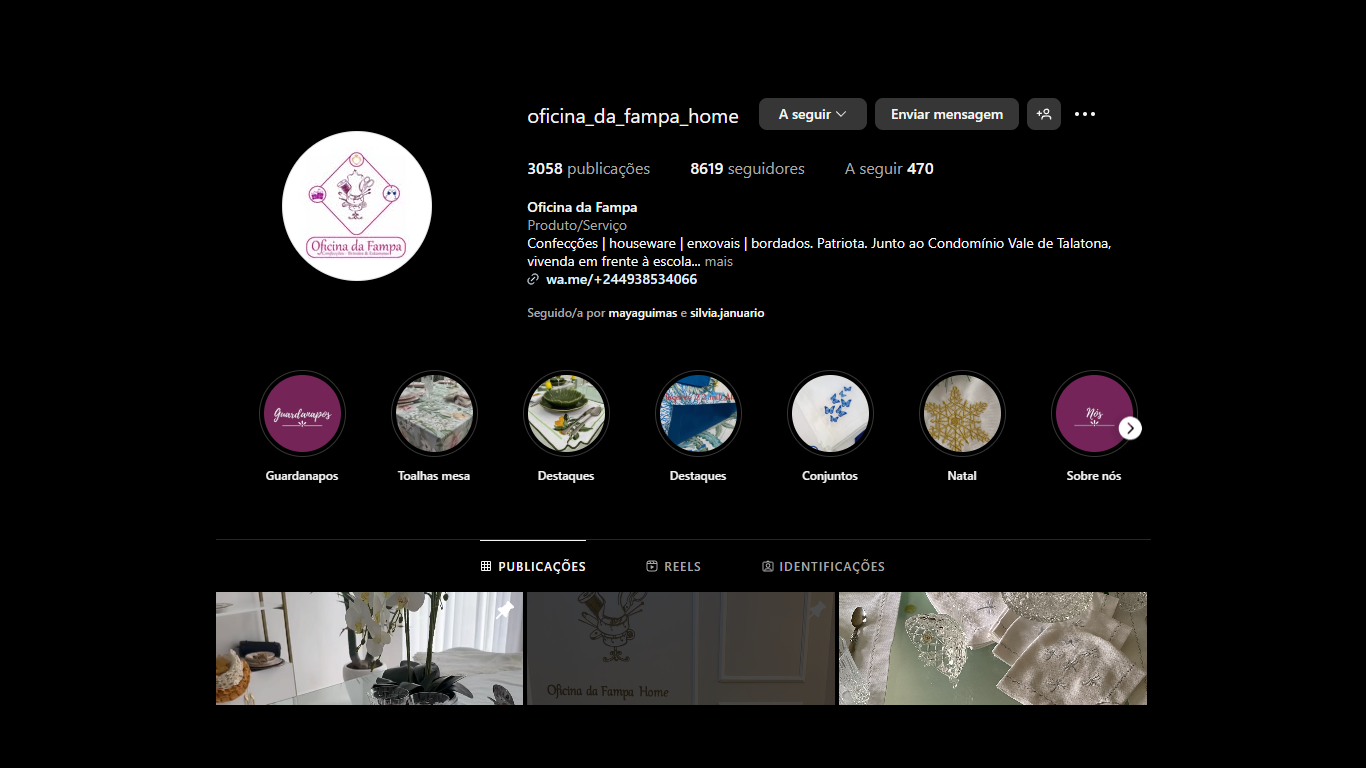 oficina_da_fampa_home A seguir Enviar mensagem
3058 publicações 8619 seguidores A seguir 470
Oficina da Fampa
Produto/Serviço
Confecções | houseware | enxovais | bordados. Patriota. Junto ao Condomínio Vale de Talatona,
vivenda em frente à escola... mais
wa.me/+244938534066
Seguido/a por mayaguimas e silvia.januario
Oficina da Fampa
Guardanapos
Nós
Guardanapos Toalhas mesa Destaques Destaques Conjuntos Natal Sobre nós
PUBLICAÇÕES REELS IDENTIFICAÇÕES
Oficina da Fampa Home